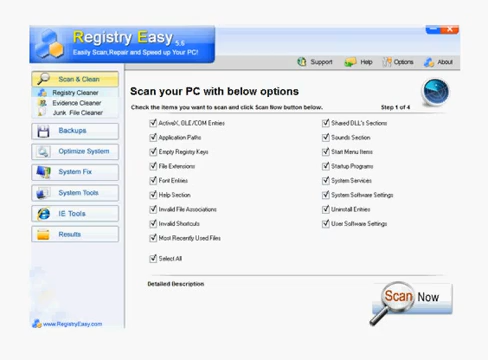 Registry Easy 5.6
Easily Scan,Repair and Speed up Your PC!
Support Help Options About
Scan & Clean
Registry Cleaner
Evidence Cleaner
Junk File Cleaner
Backups
Optimize System
System Fix
System Tools
IE Tools
Results
www.RegistryEasy.com
Scan your PC with below options
Check the items you want to scan and click Scan Now button below. Step 1 of 4
ActiveX, OLE/COM Entries
Application Paths
Empty Registry Keys
File Extensions
Font Entries
Help Section
Invalid File Associations
Invalid Shortcuts
Most Recently Used Files
Shared DLL's Sections
Sounds Section
Start Menu Items
Startup Programs
System Services
System Software Settings
Uninstall Entries
User Software Settings
Select All
Detailed Description
Scan Now